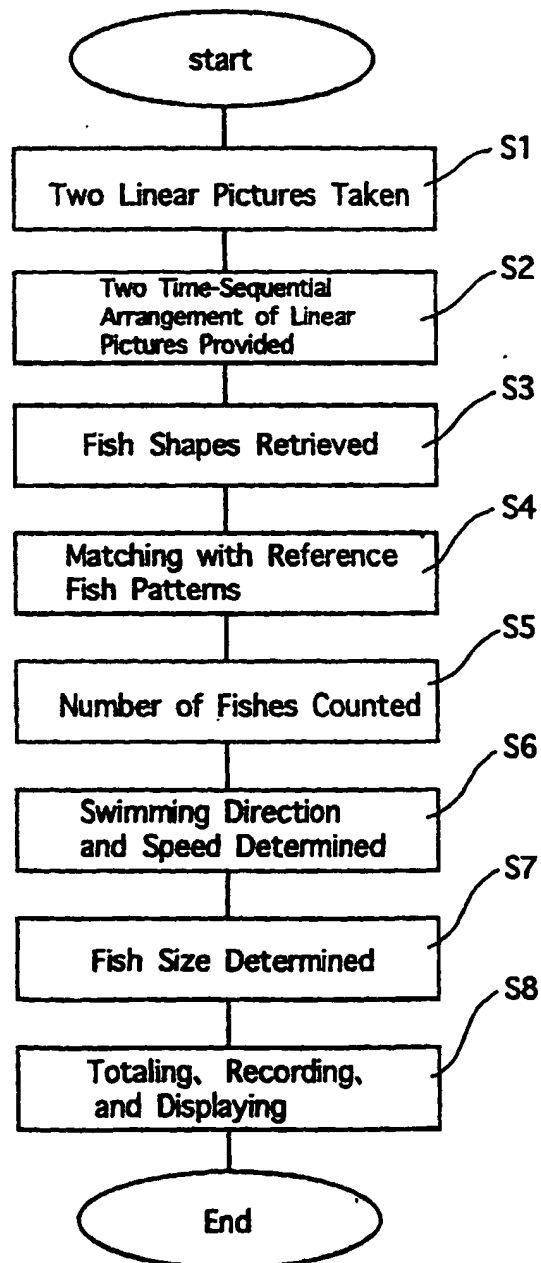 start
S1
Two Linear Pictures Taken
S2
Two Time-Sequential
Arrangement of Linear
Pictures Provided
S3
Fish Shapes Retrieved
S4
Matching with Reference
Fish Patterns
S5
Number of Fishes Counted
S6
Swimming Direction
and Speed Determined
S7
Fish Size Determined
S8
Totaling、 Recording、
and Displaying
End